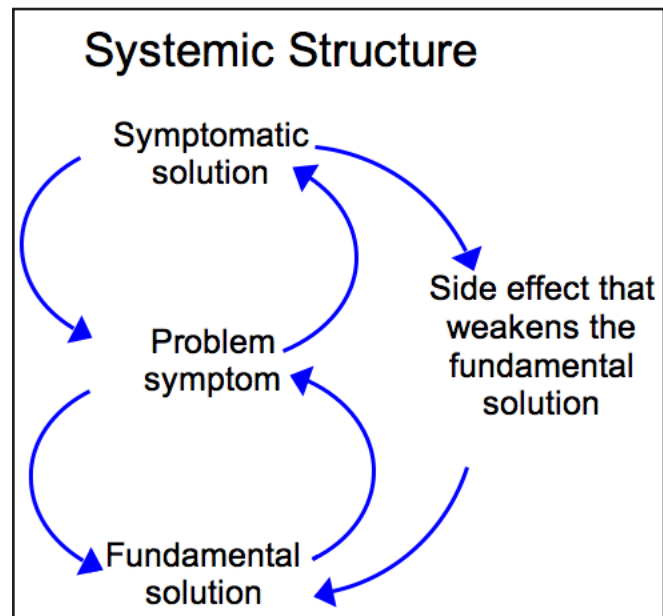 Systemic Structure
Symptomatic
solution
Side effect that
weakens the
fundamental
solution
Problem
symptom
Fundamental
solution